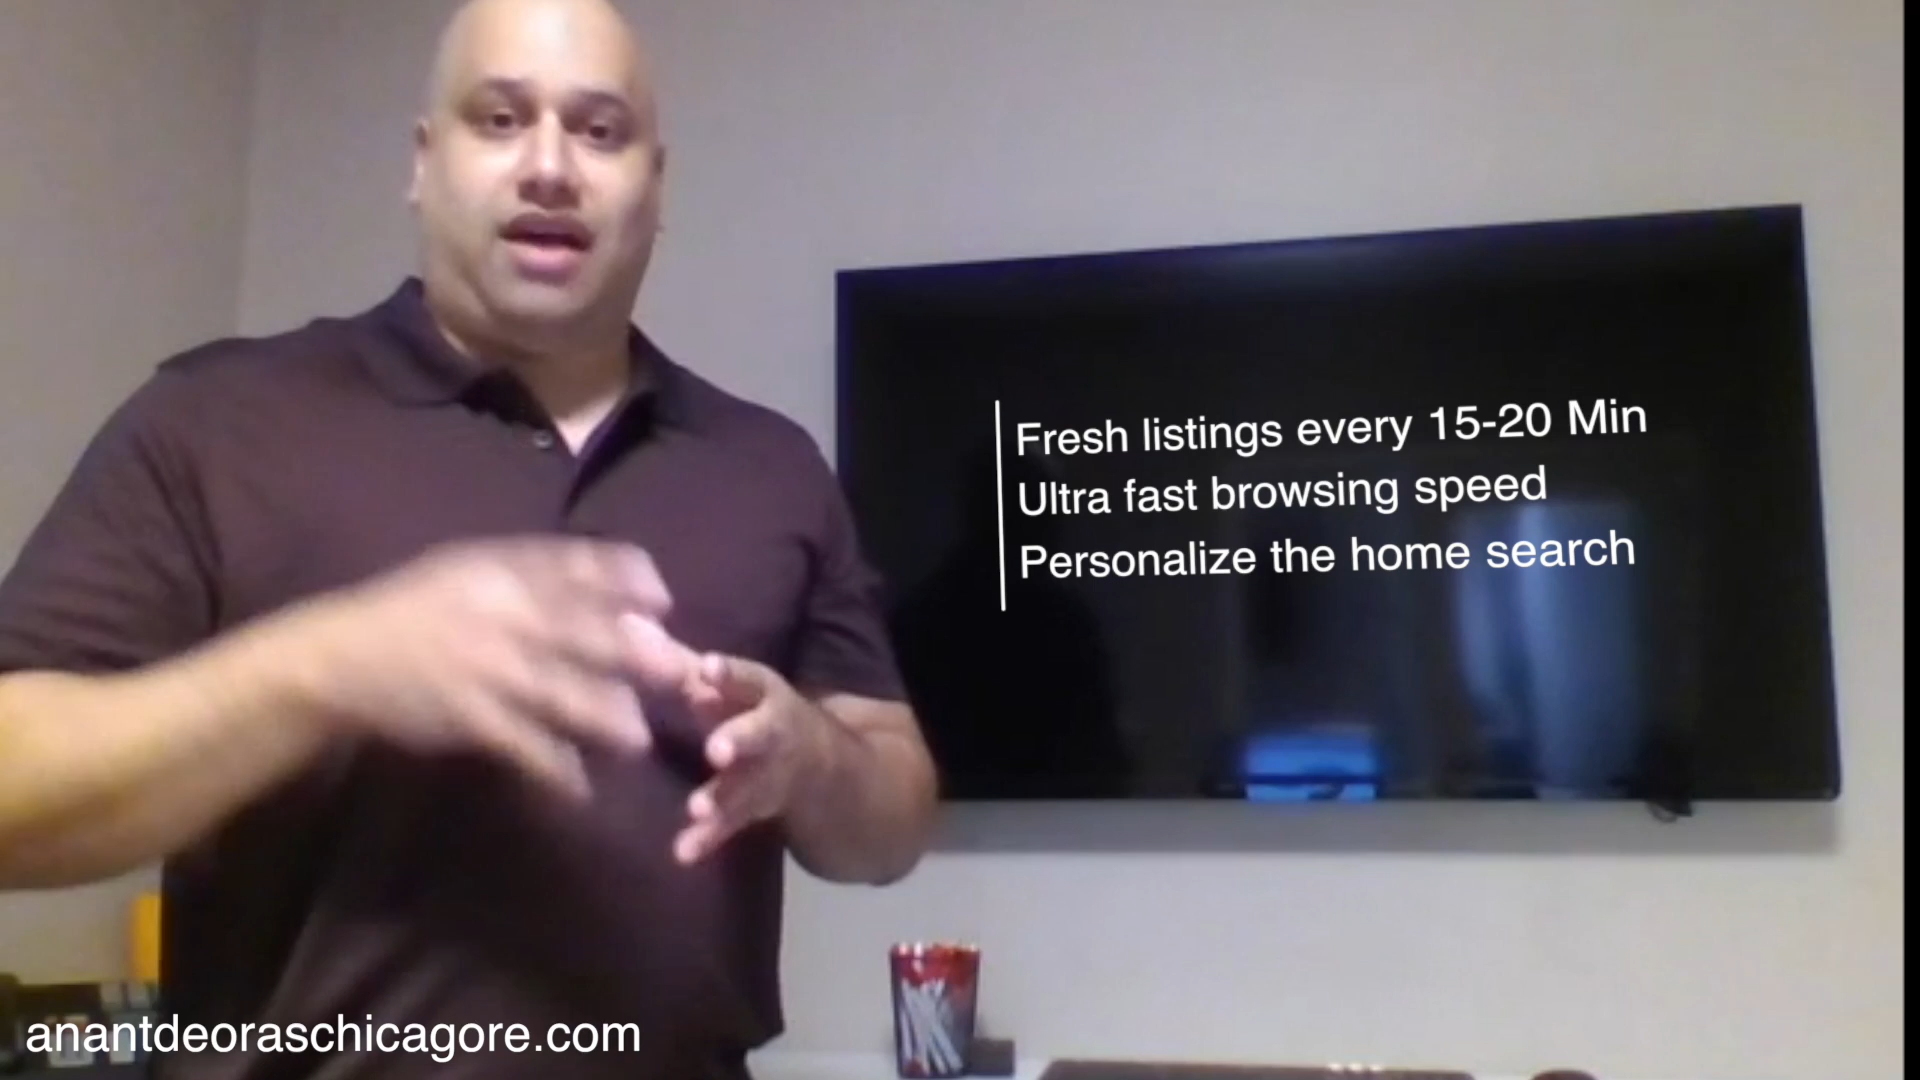 Fresh listings every 15-20 Min
Ultra fast browsing speed
Personalize the home search
anantdeoraschicagore.com